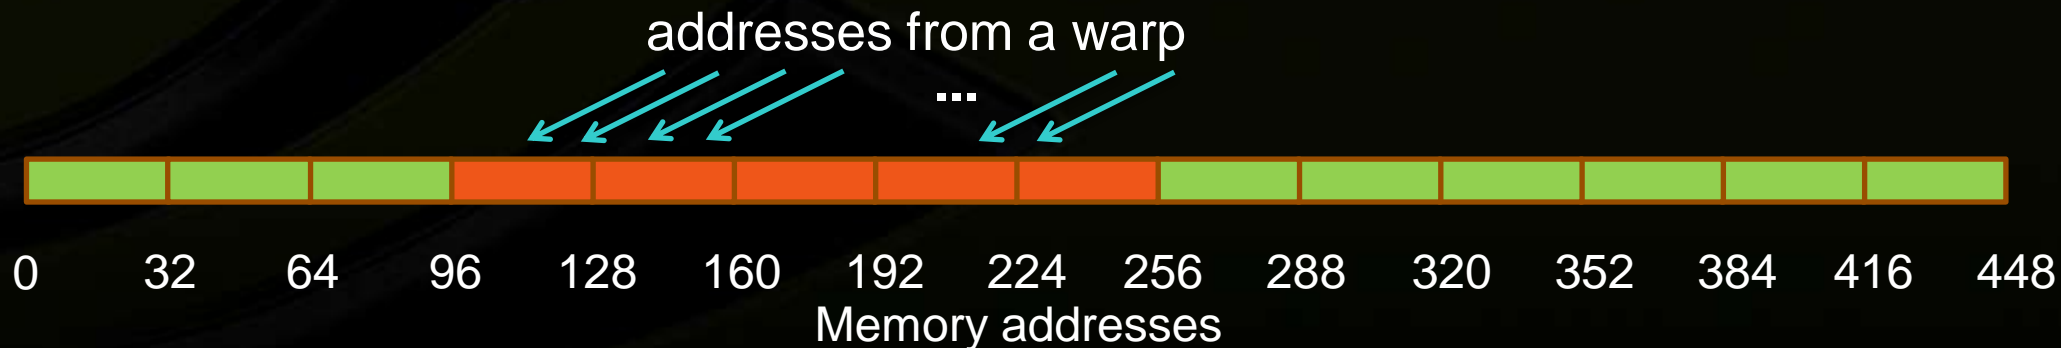 addresses from a warp
...
0 32 64 96 128 160 192 224 256 288 320 352 384 416 448
Memory addresses